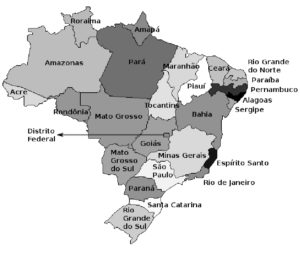 Roraima
Amapá
Amazonas
Pará
Maranhão
Ceará
Rio Grande
do Norte
Paraíba
Pernambuco
Piauí
Acre
Alagoas
Sergipe
Tocantins
Rondônia
Mato Grosso
Bahia
Distrito
Federal
Goiás
Mato
Grosso
do Sul
Minas Gerais
Espírito Santo
São
Paulo
Rio de Janeiro
Paraná
Santa Catarina
Rio
Grande
do Sul